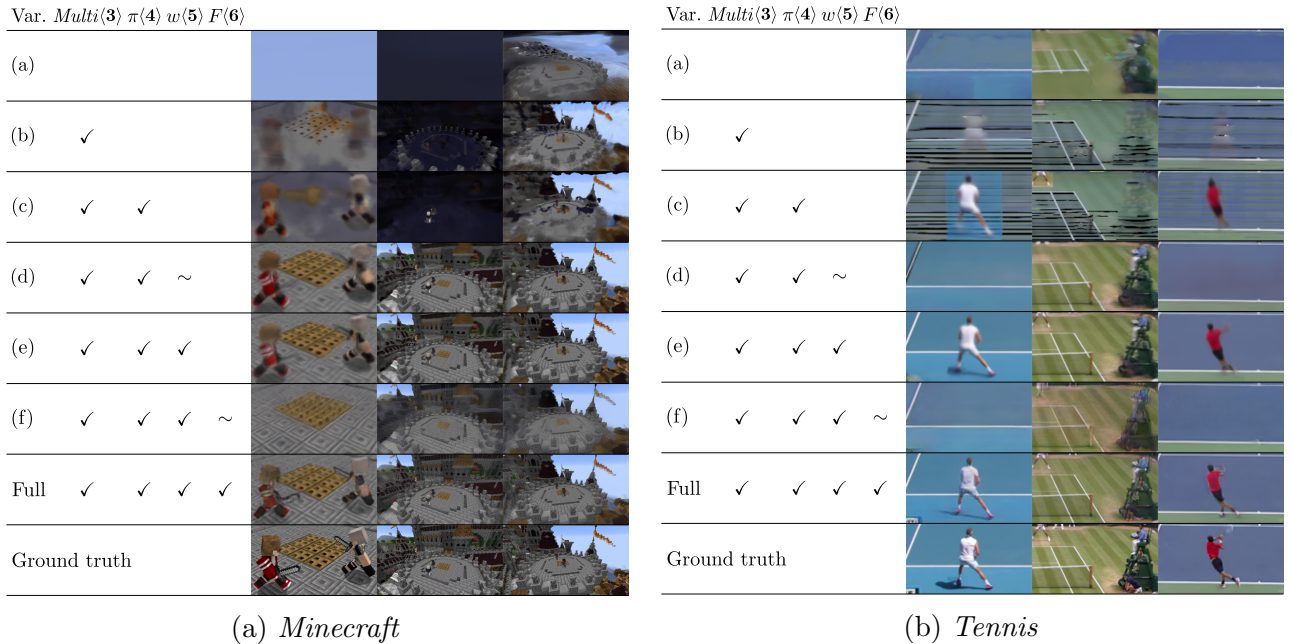 Var. Multi⟨3⟩ π⟨4⟩ w⟨5⟩ F⟨6⟩
(a)
(b) ✓
(c) ✓ ✓
(d) ✓ ✓ ~
(e) ✓ ✓ ✓
(f) ✓ ✓ ✓ ~
Full ✓ ✓ ✓ ✓
Ground truth
(a) Minecraft
Var. Multi⟨3⟩ π⟨4⟩ w⟨5⟩ F⟨6⟩
(a)
(b) ✓
(c) ✓ ✓
(d) ✓ ✓ ~
(e) ✓ ✓ ✓
(f) ✓ ✓ ✓ ~
Full ✓ ✓ ✓ ✓
Ground truth
(b) Tennis